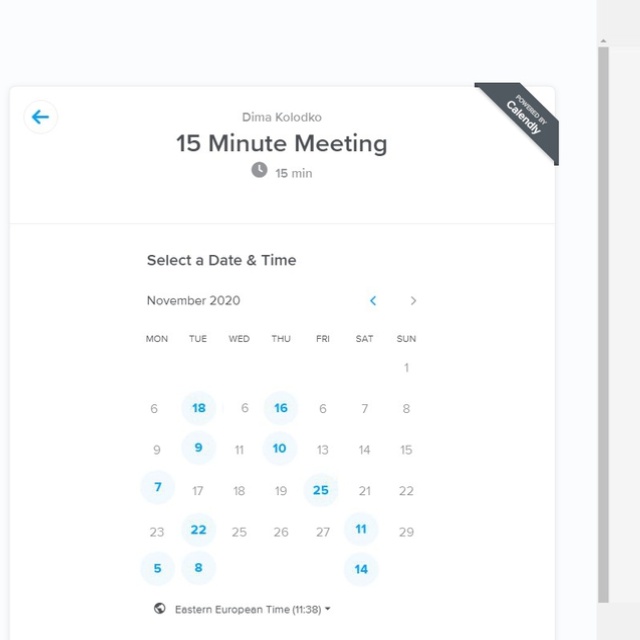 POWERED BY
Calendly
Dima Kolodko
15 Minute Meeting
15 min
Select a Date & Time
November 2020
MON TUE WED THU FRI SAT SUN
1
6 18 6 16 6 7 8
9 9 11 10 13 14 15
7 17 18 19 25 21 22
23 22 25 26 27 11 29
5 8 14
Eastern European Time (11:38)